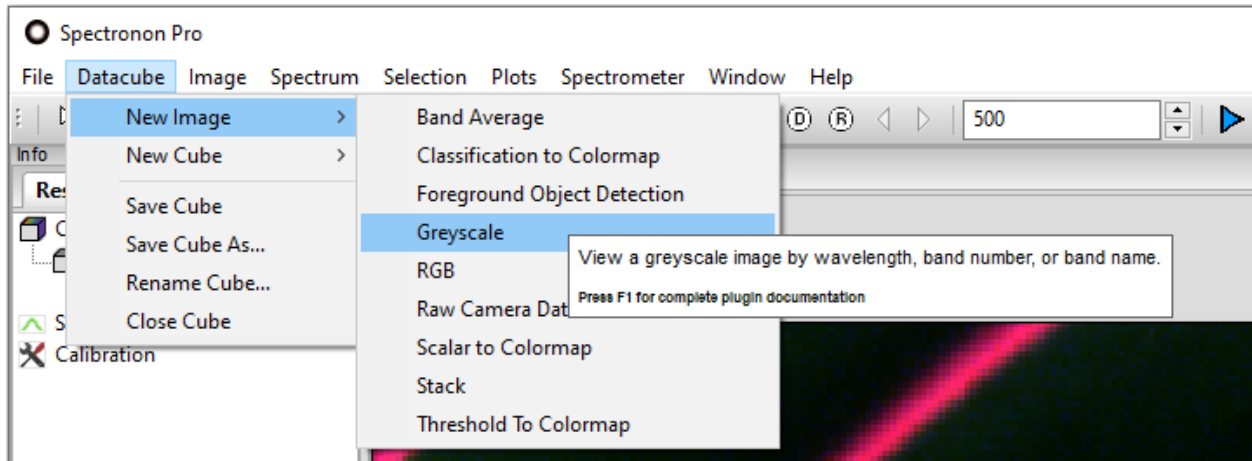 Spectronon Pro
File Datacube Image Spectrum Selection Plots Spectrometer Window Help
New Image > Band Average D R 500
Info New Cube > Classification to Colormap
Foreground Object Detection
Save Cube
Save Cube As... Greyscale
View a greyscale image by wavelength, band number, or band name.
Rename Cube... RGB
Press F1 for complete plugin documentation
Close Cube Raw Camera
Calibration Scalar to Colormap
Stack
Threshold To Colormap